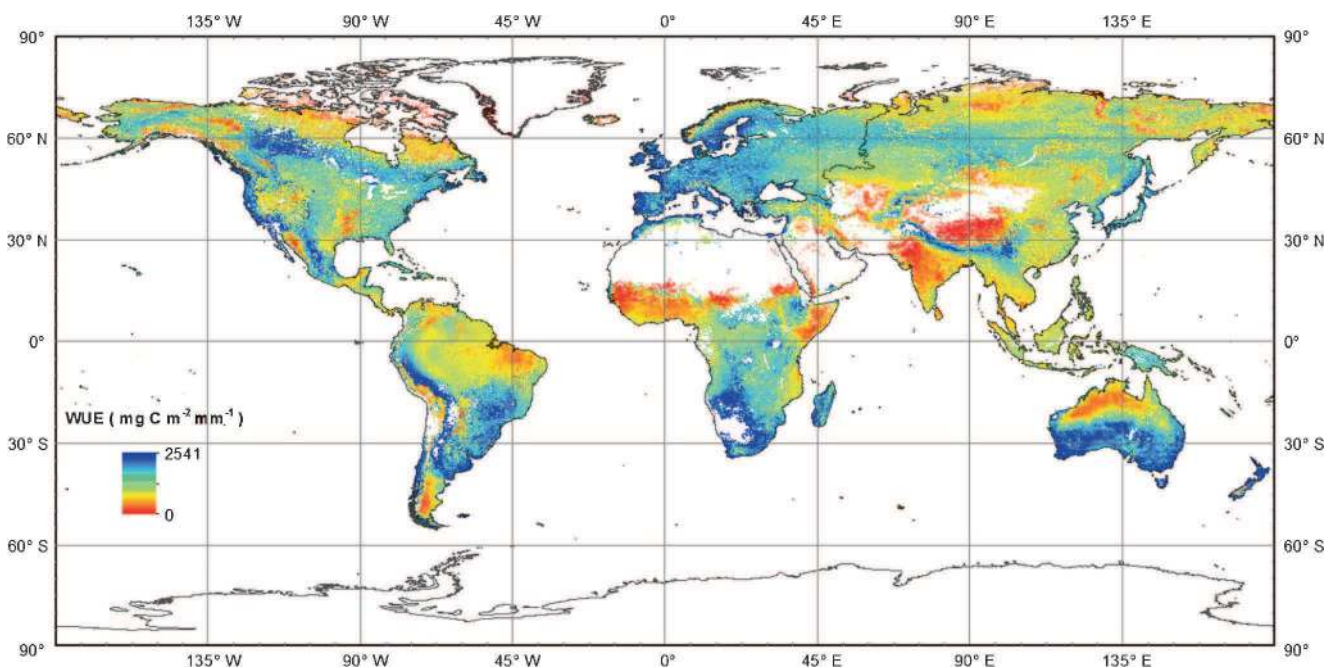 135° W 90° W 45° W 0° 45° E 90° E 135° E
90° 90°
60° N 60° N
30° N 30° N
0° 0°
WUE ( mg C m⁻² mm⁻¹)
2541
0
30° S 30° S
60° S 60° S
90° 90°
135° W 90° W 45° W 0° 45° E 90° E 135° E